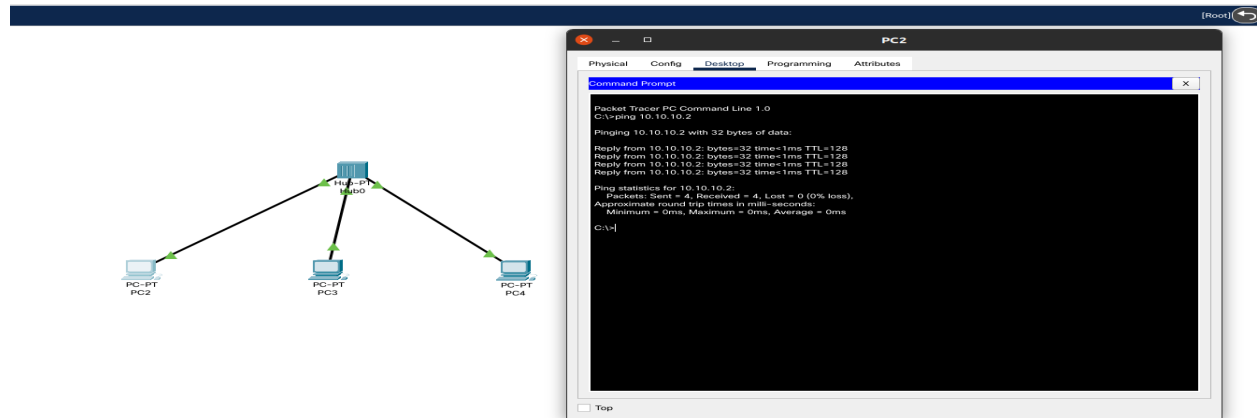 [Root]
Hub-PT
Hub0
PC-PT
PC2
PC-PT
PC3
PC-PT
PC4
PC2
Physical Config Desktop Programming Attributes
Command Prompt X
Packet Tracer PC Command Line 1.0
C:\>ping 10.10.10.2
Pinging 10.10.10.2 with 32 bytes of data:
Reply from 10.10.10.2: bytes=32 time<1ms TTL=128
Reply from 10.10.10.2: bytes=32 time<1ms TTL=128
Reply from 10.10.10.2: bytes=32 time<1ms TTL=128
Reply from 10.10.10.2: bytes=32 time<1ms TTL=128
Ping statistics for 10.10.10.2:
Packets: Sent = 4, Received = 4, Lost = 0 (0% loss),
Approximate round trip times in milli-seconds:
Minimum = 0ms, Maximum = 0ms, Average = 0ms
C:\>
Top